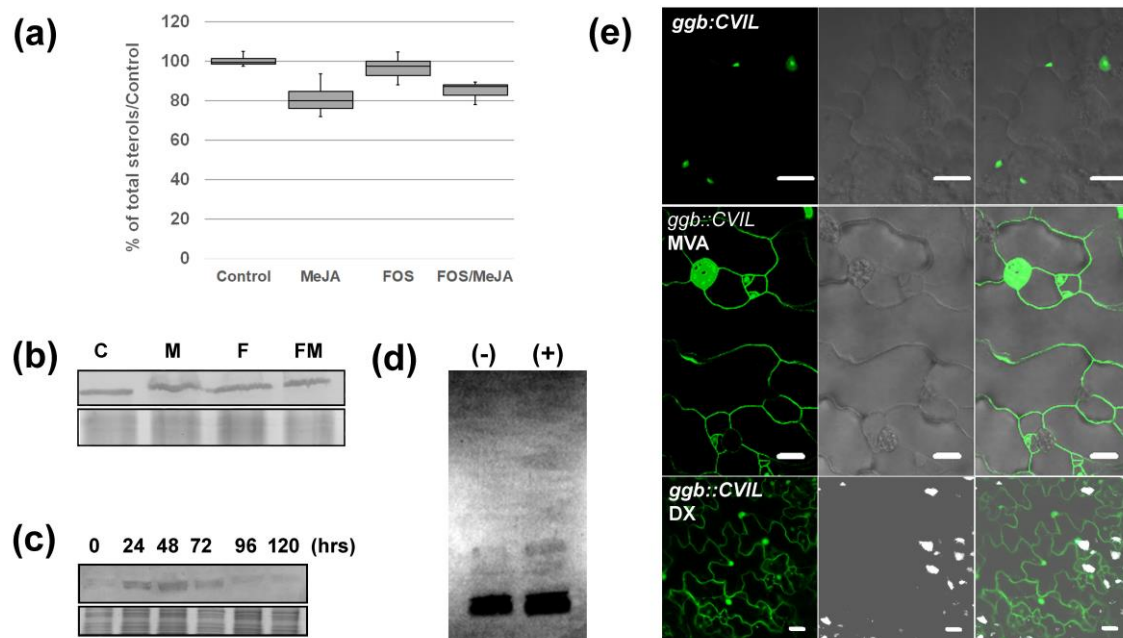 (a)
% of total sterols/Control
120
100
80
60
40
20
0
Control MeJA FOS FOS/MeJA
(b)
C M F FM
(c)
0 24 48 72 96 120 (hrs)
(d)
(-) (+)
(e)
ggb:CVIL
ggb::CVIL
MVA
ggb::CVIL
DX